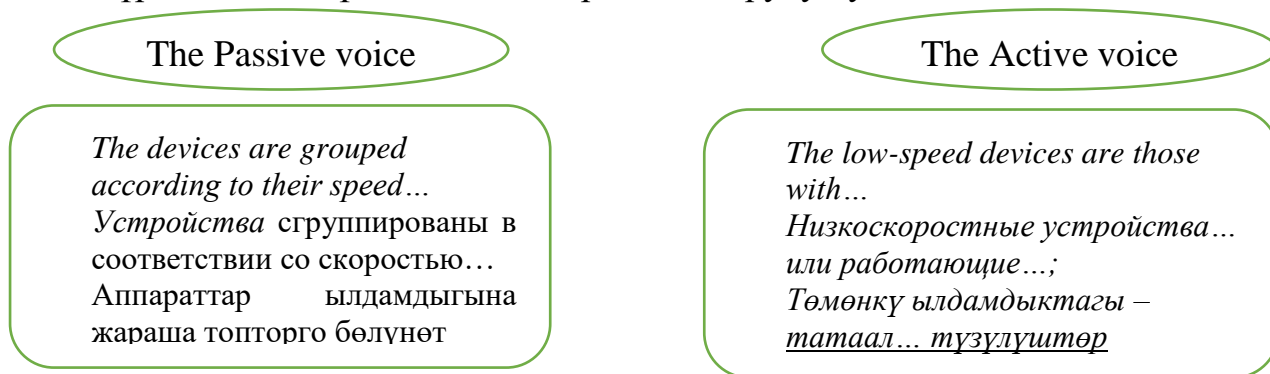 The Passive voice
The devices are grouped
according to their speed…
Устройства сгруппированы в
соответствии со скоростью…
Аппараттар ылдамдыгына
жараша топторго бөлүнөт
The Active voice
The low-speed devices are those
with…
Низкоскоростные устройства…
или работающие…;
Төмөнкү ылдамдыктагы –
татаал… түзүлүштөр